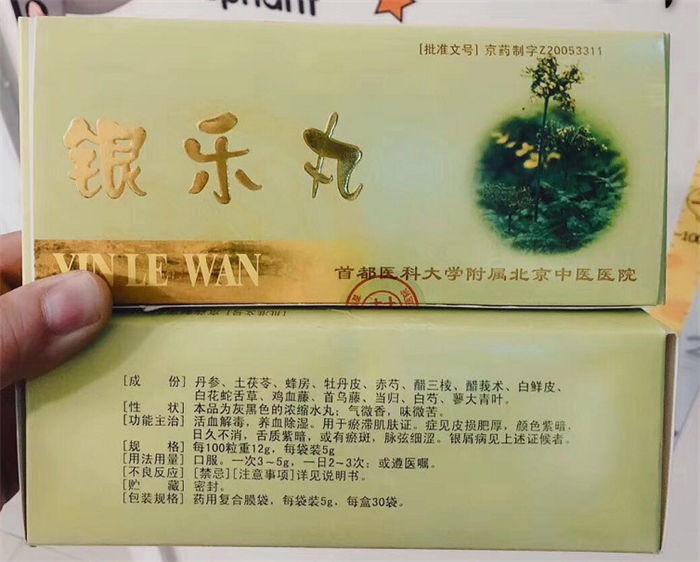 [批准文号] 京药制字Z20053311
银乐丸
YIN LE WAN
首都医科大学附属北京中医医院
[成 份] 丹参、土茯苓、蜂房、牡丹皮、赤芍、醋三棱、醋莪术、白鲜皮、
白花蛇舌草、鸡血藤、首乌藤、当归、白芍、蓼大青叶。
[性 状] 本品为灰黑色的浓缩水丸；气微香，味微苦。
[功能主治] 活血解毒，养血除湿。用于瘀滞肌肤证。症见皮损肥厚，颜色紫暗，
日久不消，舌质紫暗，或有瘀斑，脉弦细涩。银屑病见上述证候者。
[规 格] 每100粒重12g，每袋装5g
[用法用量] 口服。一次3~5g，一日2~3次；或遵医嘱。
[不良反应] [禁忌] [注意事项] 详见说明书。
[贮 藏] 密封。
[包装规格] 药用复合膜袋，每袋装5g，每盒30袋。